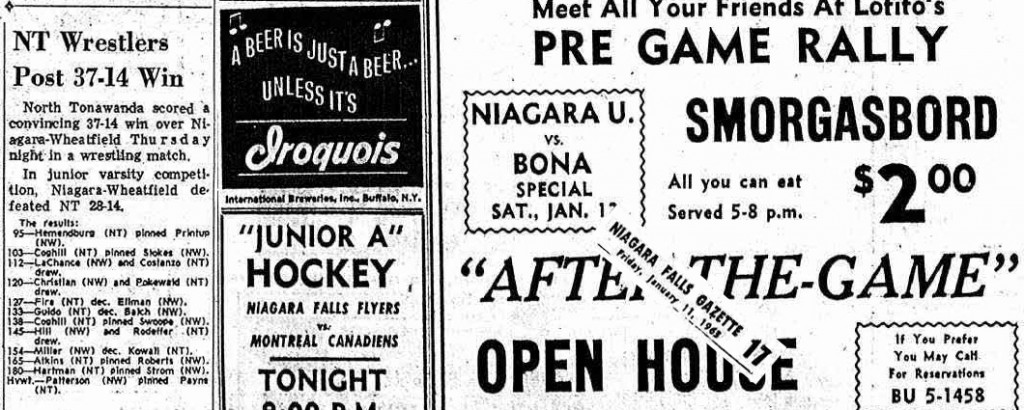 NT Wrestlers
Post 37-14 Win
North Tonawanda scored a
convincing 37-14 win over Ni-
agara-Wheatfield Thursday
night in a wrestling match.
In junior varsity competi-
tion, Niagara-Wheatfield de-
feated NT 28-14.
The results:
95—Hemendburg (NT) pinned Printup
(NW).
103—Coghill (NT) pinned Stokes (NW).
112—LaChance (NW) and Costanzo (NT)
drew.
120—Christian (NW) and Pokewald (NT)
drew.
127—Fire (NT) dec. Ellman (NW).
133—Guido (NT) dec. Balch (NW).
138—Coghill (NT) pinned Swoope (NW).
145—Hill (NW) and Rodeffer (NT)
drew.
154—Miller (NW) dec. Kowall (NT).
165—Atkins (NT) pinned Roberts (NW).
180—Hartman (NT) pinned Strom (NW).
Hvwt.—Patterson (NW) pinned Payne
(NT).
A BEER IS JUST A BEER...
UNLESS IT'S
Iroquois
International Breweries, Inc., Buffalo, N.Y.
"JUNIOR A"
HOCKEY
NIAGARA FALLS FLYERS
vs.
MONTREAL CANADIENS
TONIGHT
8:00 P.M.
Meet All Your Friends At Lofito's
PRE GAME RALLY
NIAGARA U.
VS.
BONA
SPECIAL
SAT., JAN.
SMORGASBORD
All you can eat
Served 5-8 p.m.
$2.00
"AFTER-THE-GAME"
NIAGARA FALLS GAZETTE
Friday, January 11, 1963
17
OPEN HOUSE
If You Prefer
You May Call
For Reservations
BU 5-1458